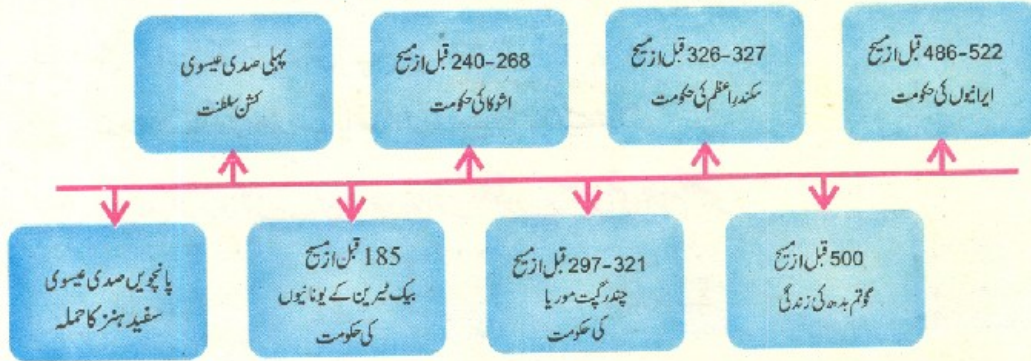 486-522 قبل از مسیح
ایرانیوں کی حکومت
500 قبل از مسیح
گوتم بدھ کی زندگی
326-327 قبل از مسیح
سکندر اعظم کی حکومت
297-321 قبل از مسیح
چندر گپت موریا
کی حکومت
240-268 قبل از مسیح
اشوکا کی حکومت
185 قبل از مسیح
بیک ٹیرین کے یونانیوں
کی حکومت
پہلی صدی عیسوی
کشن سلطنت
پانچویں صدی عیسوی
سفید ہنز کا حملہ